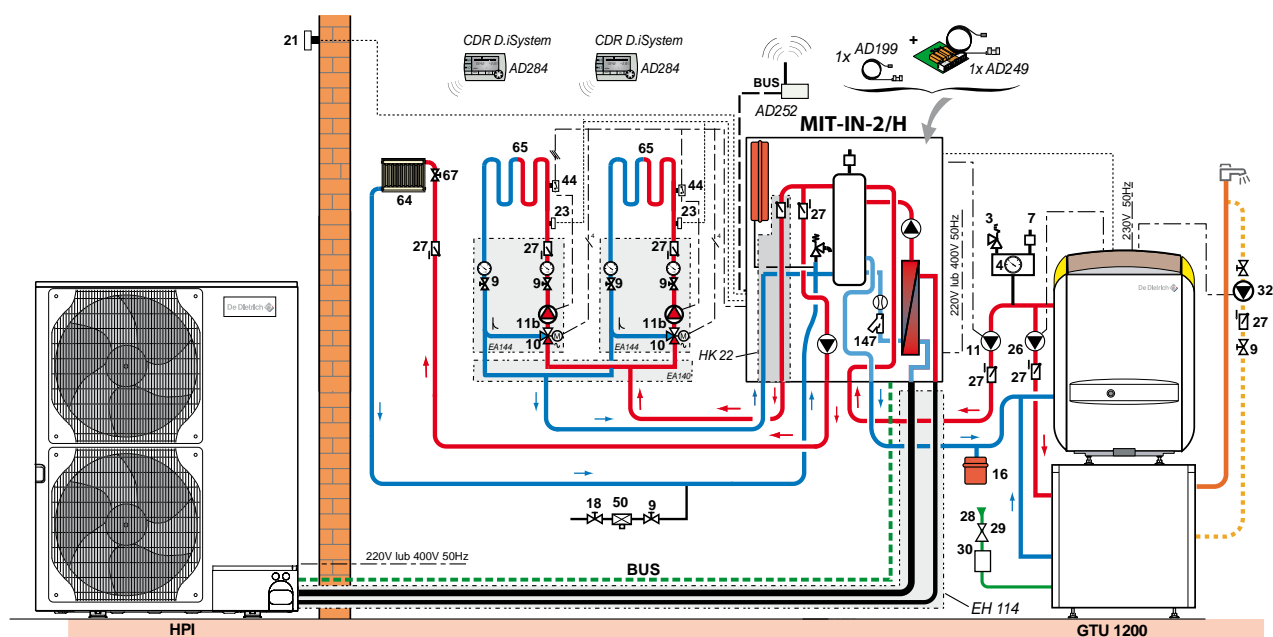 21
CDR D.iSystem
AD284
CDR D.iSystem
AD284
BUS
AD252
+
1x AD199
1x AD249
MIT-IN-2/H
65
65
67
64
44
44
23
23
27
27
27
27
9
9
9
9
11b
11b
10
10
M
M
4
4
EA144
EA144
EA140
HK 22
147
220V lub 400V 50Hz
230V 50Hz
3
7
4
11
26
27
27
De Dietrich
De Dietrich
32
27
9
16
18
50
9
28
29
30
220V lub 400V 50Hz
BUS
EH 114
HPI
GTU 1200